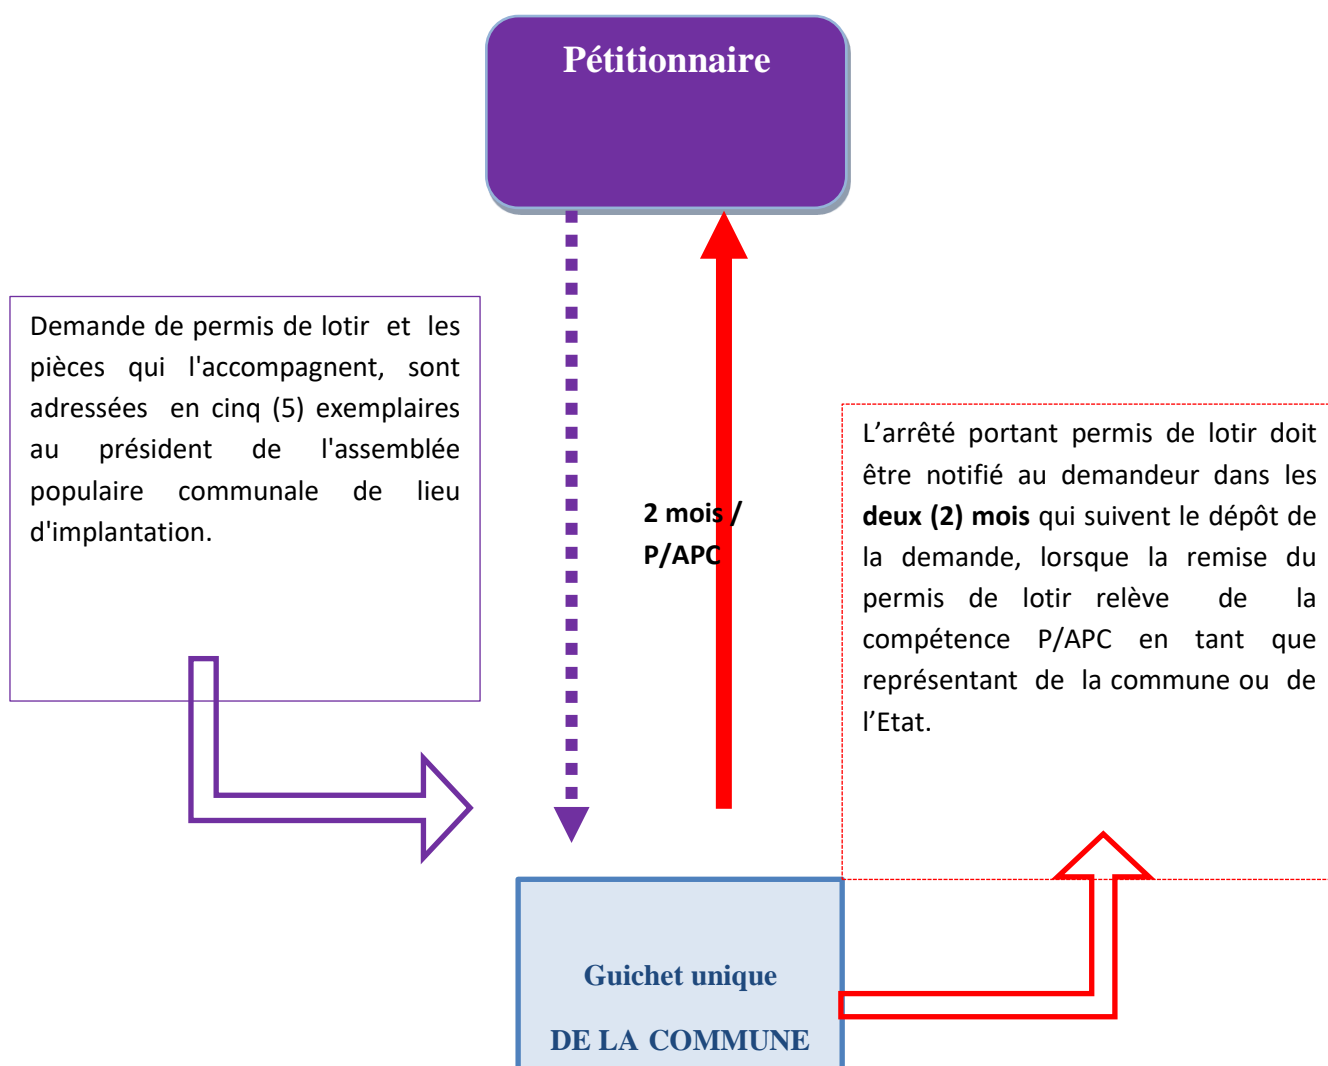 Pétitionnaire
Demande de permis de lotir et les
pièces qui l'accompagnent, sont
adressées en cinq (5) exemplaires
au président de l'assemblée
populaire communale de lieu
d'implantation.
2 mois /
P/APC
L’arrêté portant permis de lotir doit
être notifié au demandeur dans les
deux (2) mois qui suivent le dépôt de
la demande, lorsque la remise du
permis de lotir relève de la
compétence P/APC en tant que
représentant de la commune ou de
l’Etat.
Guichet unique
DE LA COMMUNE